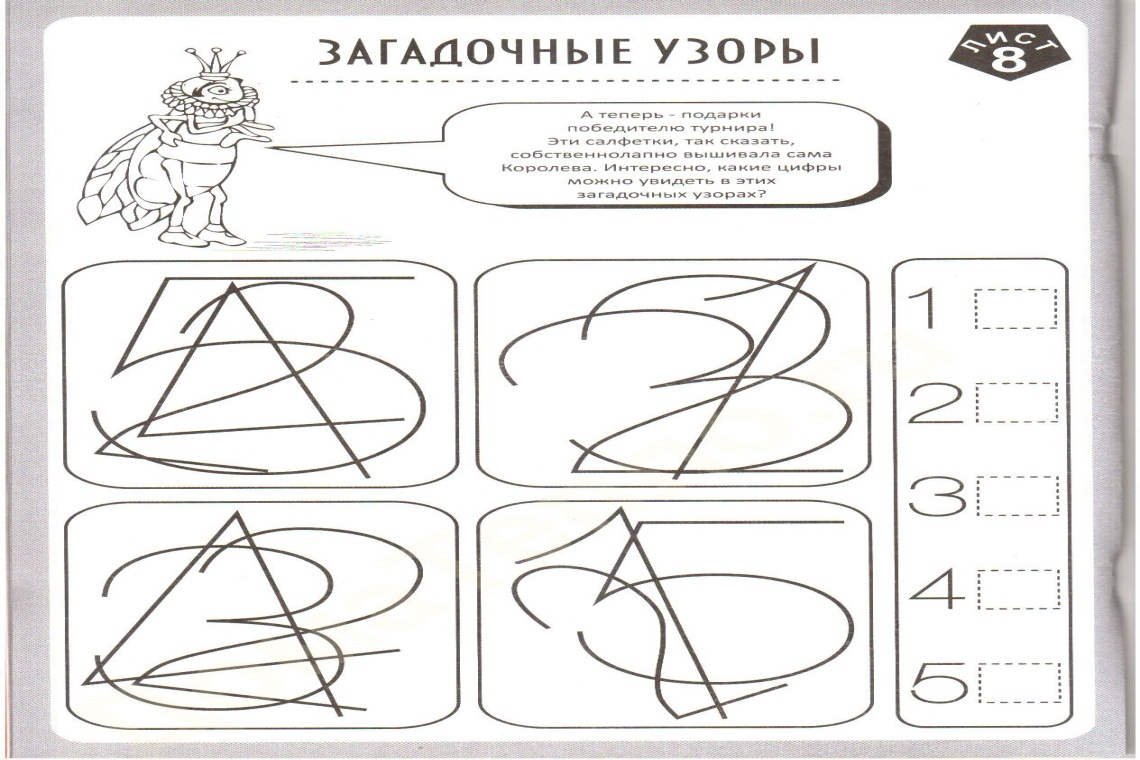 ЗАГАДОЧНЫЕ УЗОРЫ
ЛИСТ
8
А теперь - подарки
победителю турнира!
Эти салфетки, так сказать,
собственнолапно вышивала сама
Королева. Интересно, какие цифры
можно увидеть в этих
загадочных узорах?
1
2
3
4
5